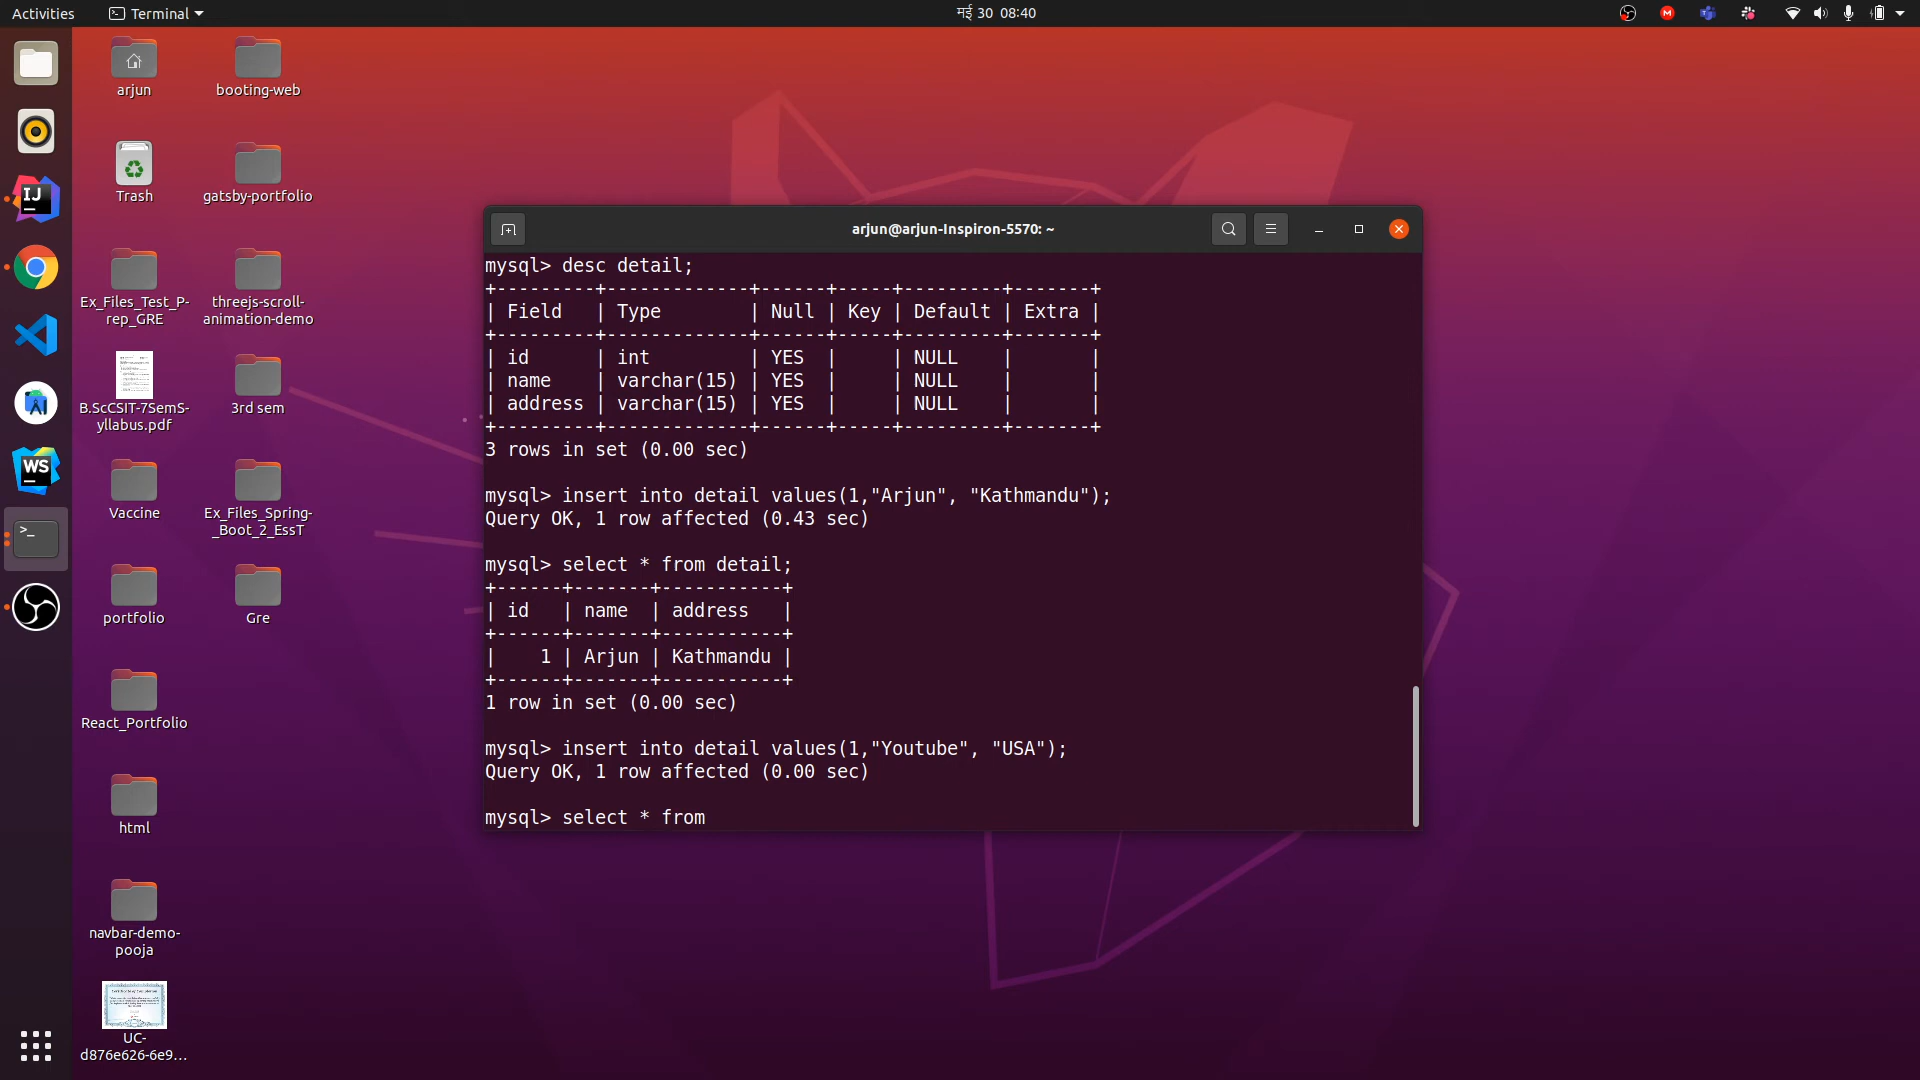 Activities
Terminal
मई 30 08:40
arjun
booting-web
Trash
gatsby-portfolio
Ex_Files_Test_P-
rep_GRE
threejs-scroll-
animation-demo
B.ScCSIT-7SemS-
yllabus.pdf
3rd sem
Vaccine
Ex_Files_Spring-
_Boot_2_EssT
portfolio
Gre
React_Portfolio
html
navbar-demo-
pooja
UC-
d876e626-6e9...
IJ
WS
arjun@arjun-Inspiron-5570: ~
mysql> desc detail;
+---------+-------------+------+-----+---------+-------+
| Field   | Type        | Null | Key | Default | Extra |
+---------+-------------+------+-----+---------+-------+
| id      | int         | YES  |     | NULL    |       |
| name    | varchar(15) | YES  |     | NULL    |       |
| address | varchar(15) | YES  |     | NULL    |       |
+---------+-------------+------+-----+---------+-------+
3 rows in set (0.00 sec)
mysql> insert into detail values(1,"Arjun", "Kathmandu");
Query OK, 1 row affected (0.43 sec)
mysql> select * from detail;
+------+-------+-----------+
| id   | name  | address   |
+------+-------+-----------+
|    1 | Arjun | Kathmandu |
+------+-------+-----------+
1 row in set (0.00 sec)
mysql> insert into detail values(1,"Youtube", "USA");
Query OK, 1 row affected (0.00 sec)
mysql> select * from